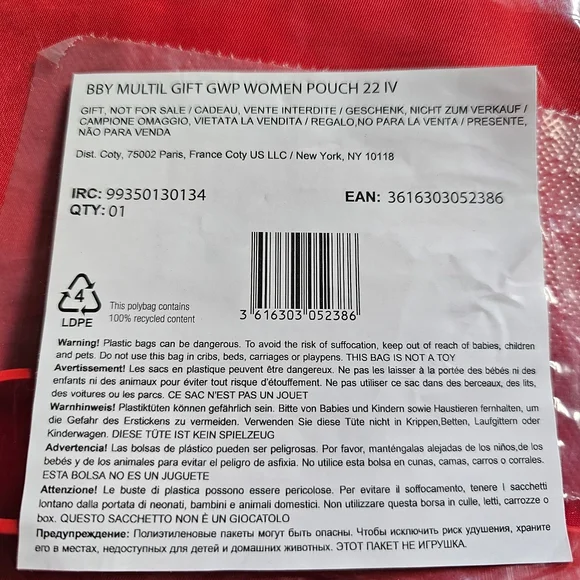 BBY MULTIL GIFT GWP WOMEN POUCH 22 IV
GIFT, NOT FOR SALE / CADEAU, VENTE INTERDITE / GESCHENK, NICHT ZUM VERKAUF /
CAMPIONE OMAGGIO, VIETATA LA VENDITA / REGALO,NO PARA LA VENTA / PRESENTE,
NÃO PARA VENDA
Dist. Coty, 75002 Paris, France Coty US LLC / New York, NY 10118
IRC: 99350130134 EAN: 3616303052386
QTY: 01
4
LDPE
This polybag contains
100% recycled content
3 616303 052386
Warning! Plastic bags can be dangerous. To avoid the risk of suffocation, keep out of reach of babies, children
and pets. Do not use this bag in cribs, beds, carriages or playpens. THIS BAG IS NOT A TOY
Avertissement! Les sacs en plastique peuvent être dangereux. Ne pas les laisser à la portée des bébés ni des
enfants ni des animaux pour éviter tout risque d'étouffement. Ne pas utiliser ce sac dans des berceaux, des lits,
des voitures ou les parcs. CE SAC N'EST PAS UN JOUET
Warnhinweis! Plastiktüten können gefährlich sein. Bitte von Babies und Kindern sowie Haustieren fernhalten, um
die Gefahr des Erstickens zu vermeiden. Verwenden Sie diese Tüte nicht in Krippen,Betten, Laufgittern oder
Kinderwagen. DIESE TÜTE IST KEIN SPIELZEUG
Advertencia! Las bolsas de plástico pueden ser peligrosas. Por favor, manténgalas alejadas de los niños,de los
bebés y de los animales para evitar el peligro de asfixia. No utilice esta bolsa en cunas, camas, carros o corrales.
ESTA BOLSA NO ES UN JUGUETE
Attenzione! Le buste di plastica possono essere pericolose. Per evitare il soffocamento, tenere I sacchetti
lontano dalla portata di neonati, bambini e animali domestici. Non utilizzare questa borsa in culle, letti, carrozze o
box. QUESTO SACCHETTO NON È UN GIOCATOLO
Предупреждение: Полиэтиленовые пакеты могут быть опасны. Чтобы исключить риск удушения, храните
его в местах, недоступных для детей и домашних животных. ЭТОТ ПАКЕТ НЕ ИГРУШКА.